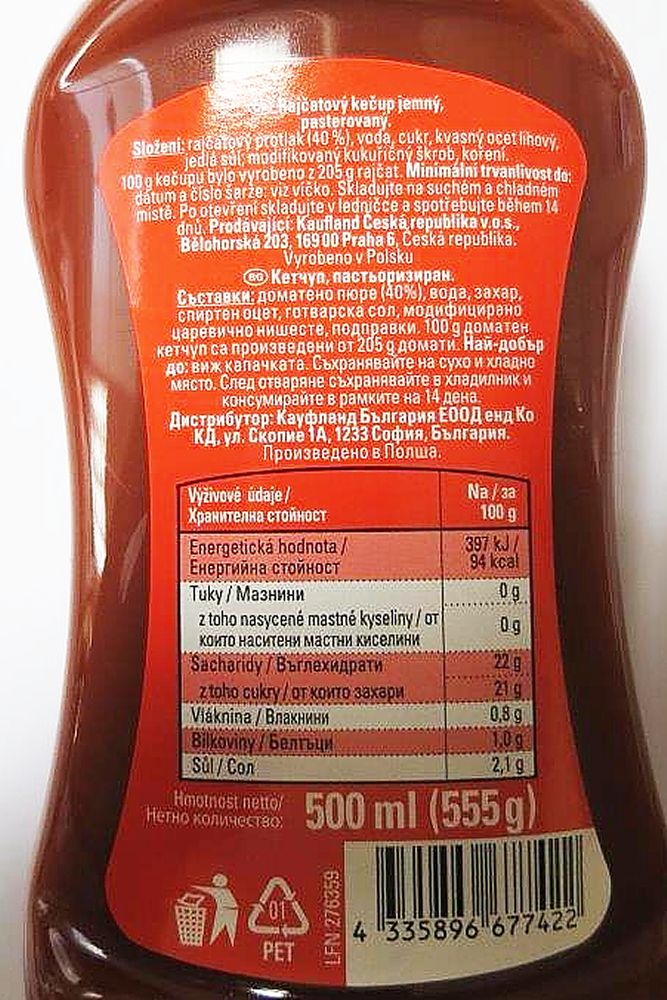 Rajčatový kečup jemný,
pasterovaný.
Složení: rajčatový protlak (40 %), voda, cukr, kvasný ocet lihový,
jedlá sůl, modifikovaný kukuřičný škrob, koření.
100 g kečupu bylo vyrobeno z 205 g rajčat. Minimální trvanlivost do:
datum a číslo šarže: viz víčko. Skladujte na suchém a chladném
místě. Po otevření skladujte v ledničce a spotřebujte během 14
dnů. Prodávající: Kaufland Česká republika v.o.s.,
Bělohorská 203, 169 00 Praha 6, Česká republika.
Vyrobeno v Polsku
BG Кетчуп, пастьоризиран.
Съставки: доматено пюре (40%), вода, захар,
спиртен оцет, готварска сол, модифицирано
царевично нишесте, подправки. 100 g доматен
кетчуп са произведени от 205 g домати. Най-добър
до: виж капачката. Съхранявайте на сухо и хладно
място. След отваряне съхранявайте в хладилник и
консумирайте в рамките на 14 дена.
Дистрибутор: Кауфланд България ЕООД енд Ко
КД, ул. Скопие 1А, 1233 София, България.
Произведено в Полша.
Výživové údaje / Na / за
Хранителна стойност 100 g
Energetická hodnota / 397 kJ /
Енергийна стойност 94 kcal
Tuky / Мазнини 0 g
z toho nasycené mastné kyseliny / от
които наситени мастни киселини 0 g
Sacharidy / Въглехидрати 22 g
z toho cukry / от които захари 21 g
Vláknina / Влакнини 0,8 g
Bílkoviny / Белтъци 1,0 g
Sůl / Сол 2,1 g
Hmotnost netto/
Нетно количество: 500 ml (555 g)
01
PET
LFN 276359
4 335896 677422